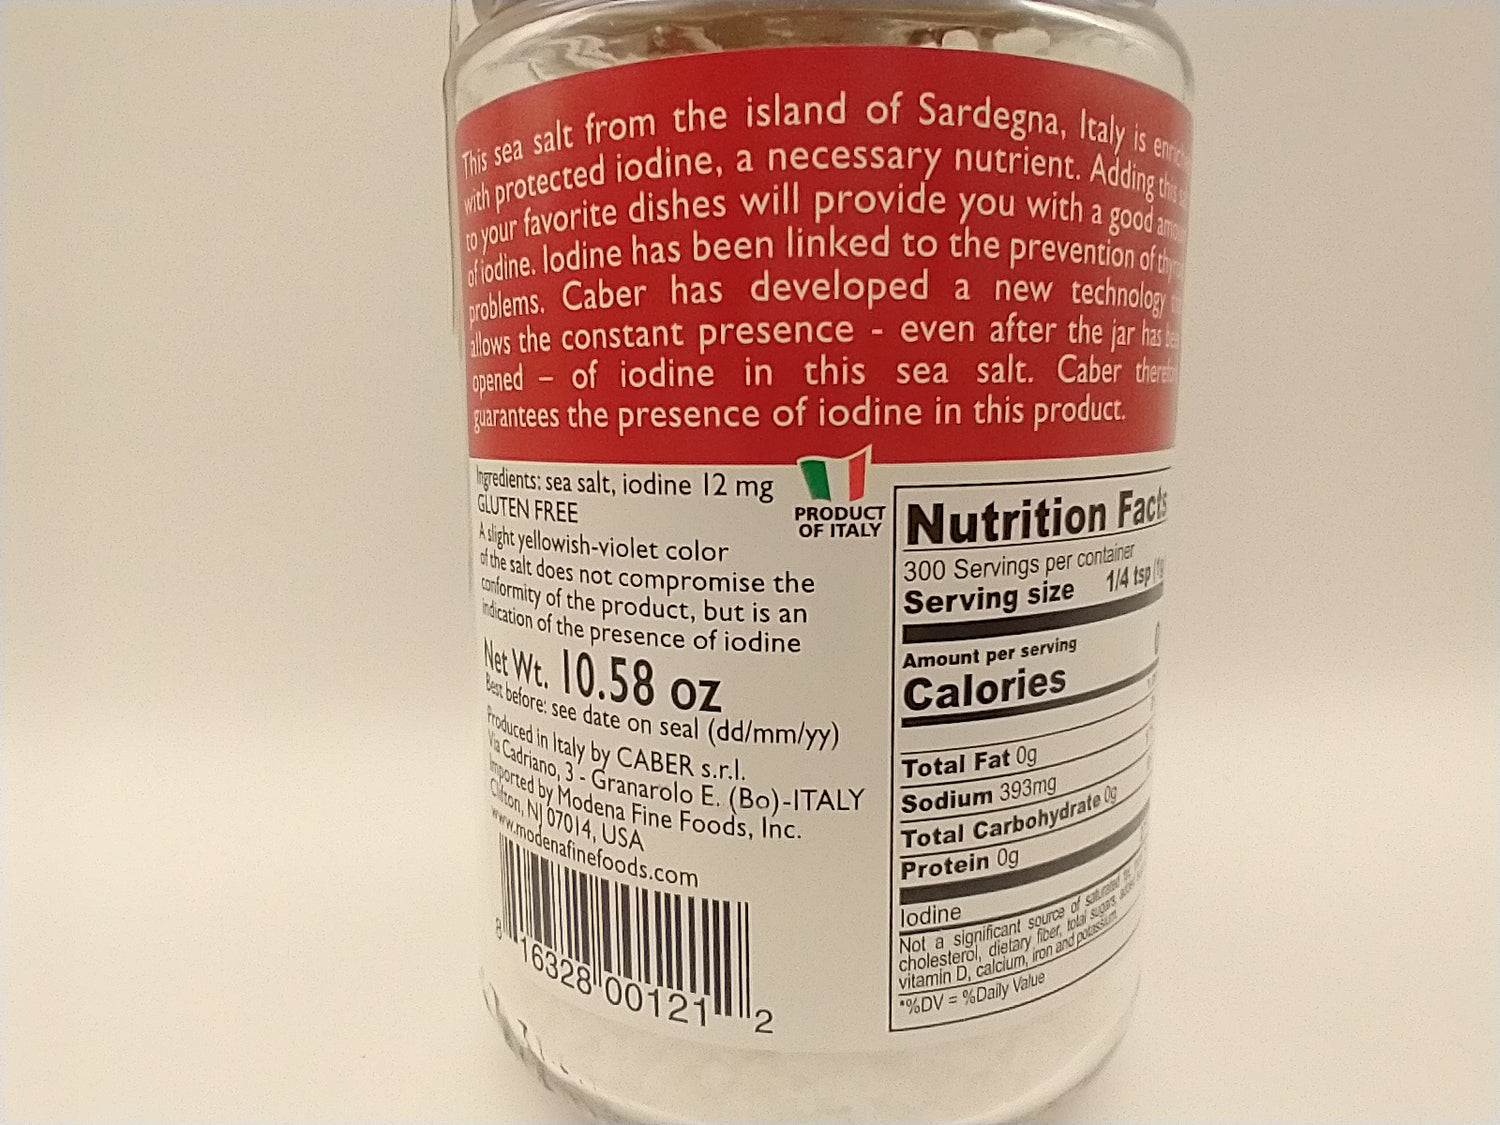 This sea salt from the island of Sardegna, Italy is
with protected iodine, a necessary nutrient. Adding this
to your favorite dishes will provide you with a good
of iodine. Iodine has been linked to the prevention of
problems. Caber has developed a new technology
allows the constant presence - even after the jar has
opened – of iodine in this sea salt. Caber
guarantees the presence of iodine in this product.
Ingredients: sea salt, iodine 12 mg
GLUTEN FREE
A slight yellowish-violet color
of the salt does not compromise the
conformity of the product, but is an
indication of the presence of iodine
Net Wt. 10.58 oz
Best before: see date on seal (dd/mm/yy)
Produced in Italy by CABER s.r.l.
Via Cadriano, 3 - Granarolo E. (Bo)-ITALY
Imported by Modena Fine Foods, Inc.
Clifton, NJ 07014, USA
www.modenafinefoods.com
8 16328 00121 2
PRODUCT
OF ITALY
Nutrition Facts
300 Servings per container
Serving size 1/4 tsp
Amount per serving
Calories
Total Fat 0g
Sodium 393mg
Total Carbohydrate 0g
Protein 0g
Iodine
Not a significant source of saturated
cholesterol, dietary fiber, total sugars,
vitamin D, calcium, iron and potassium.
*%DV = %Daily Value